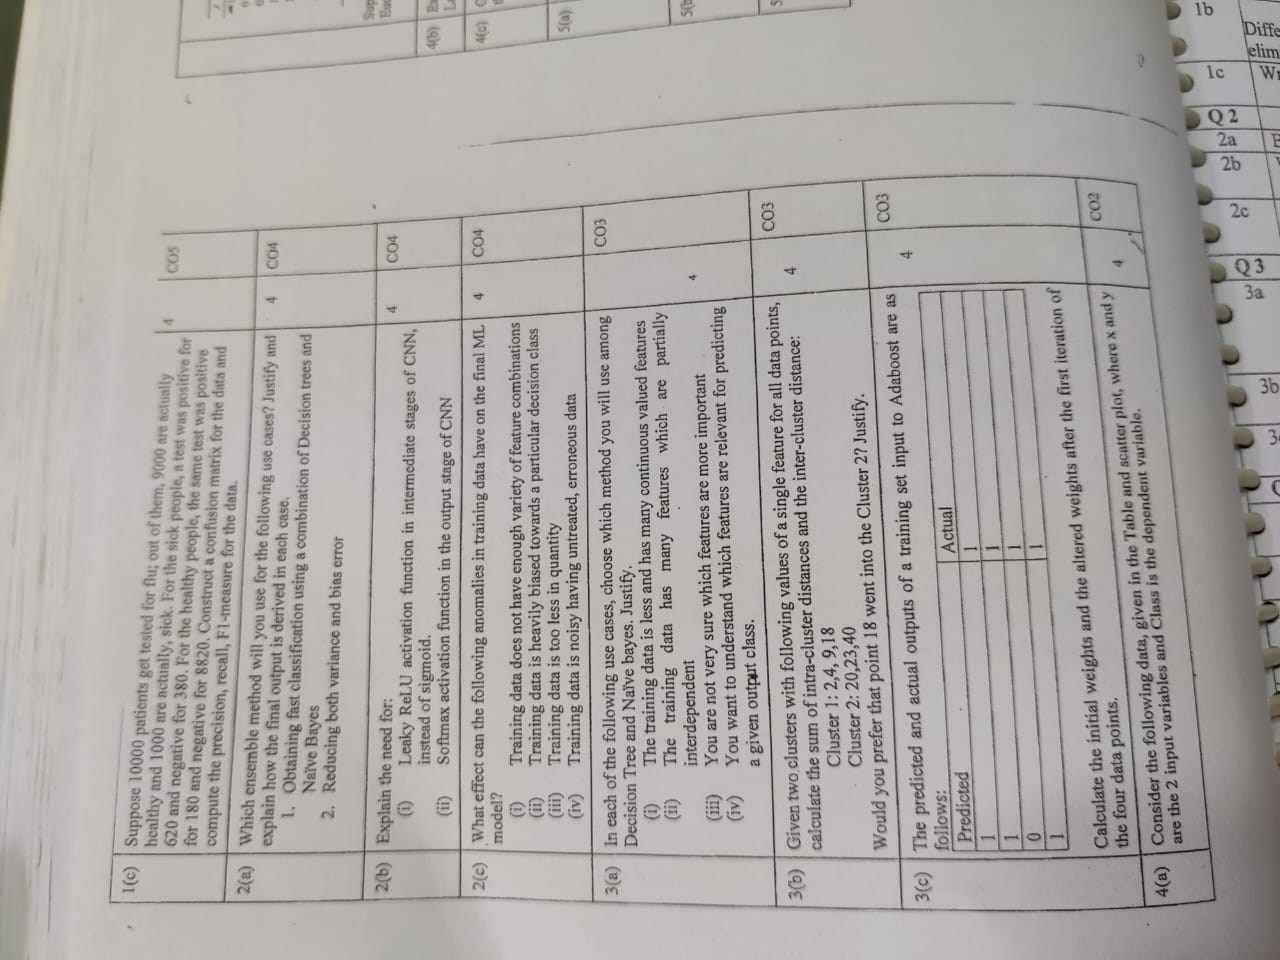 1(c) Suppose 10000 patients get tested for flu; out of them, 9000 are actually 4 CO5
healthy and 1000 are actually, sick. For the sick people, a test was positive for
620 and negative for 380. For the healthy people, the same test was positive
for 180 and negative for 8820. Construct a confusion matrix for the data and
compute the precision, recall, F1-measure for the data.
2(a) Which ensemble method will you use for the following use cases? Justify and 4 CO4
explain how the final output is derived in each case.
1. Obtaining fast classification using a combination of Decision trees and
Naïve Bayes
2. Reducing both variance and bias error
2(b) Explain the need for: 4 CO4
(i) Leaky ReLU activation function in intermediate stages of CNN,
instead of sigmoid.
(ii) Softmax activation function in the output stage of CNN
2(c) What effect can the following anomalies in training data have on the final ML 4 CO4
model?
(i) Training data does not have enough variety of feature combinations
(ii) Training data is heavily biased towards a particular decision class
(iii) Training data is too less in quantity
(iv) Training data is noisy having untreated, erroneous data
3(a) In each of the following use cases, choose which method you will use among CO3
Decision Tree and Naïve bayes. Justify.
(i) The training data is less and has many continuous valued features
(ii) The training data has many features which are partially
interdependent 4
(iii) You are not very sure which features are more important
(iv) You want to understand which features are relevant for predicting
a given output class.
3(b) Given two clusters with following values of a single feature for all data points, 4 CO3
calculate the sum of intra-cluster distances and the inter-cluster distance:
Cluster 1: 2,4, 9,18
Cluster 2: 20,23,40
Would you prefer that point 18 went into the Cluster 2? Justify.
3(c) The predicted and actual outputs of a training set input to Adaboost are as 4 CO3
follows:
Predicted Actual
1 1
1 1
0 1
1 1
Calculate the initial weights and the altered weights after the first iteration of
the four data points.
4(a) Consider the following data, given in the Table and scatter plot, where x and y 4 CO2
are the 2 input variables and Class is the dependent variable.
4(b)
4(c)
5(a)
1b
Diffe
elim
1c
Q 2
2a
2b
2c
Q 3
3a
3b